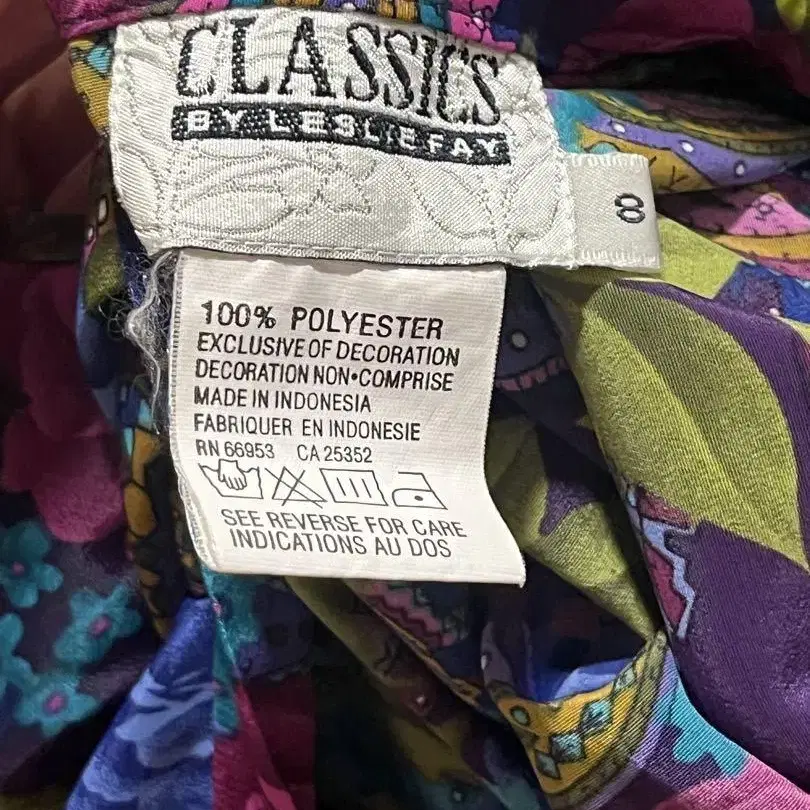 CLASSICS
BY LESLIE FAY
8
100% POLYESTER
EXCLUSIVE OF DECORATION
DECORATION NON•COMPRISE
MADE IN INDONESIA
FABRIQUER EN INDONESIE
RN 66953 CA 25352
SEE REVERSE FOR CARE
INDICATIONS AU DOS